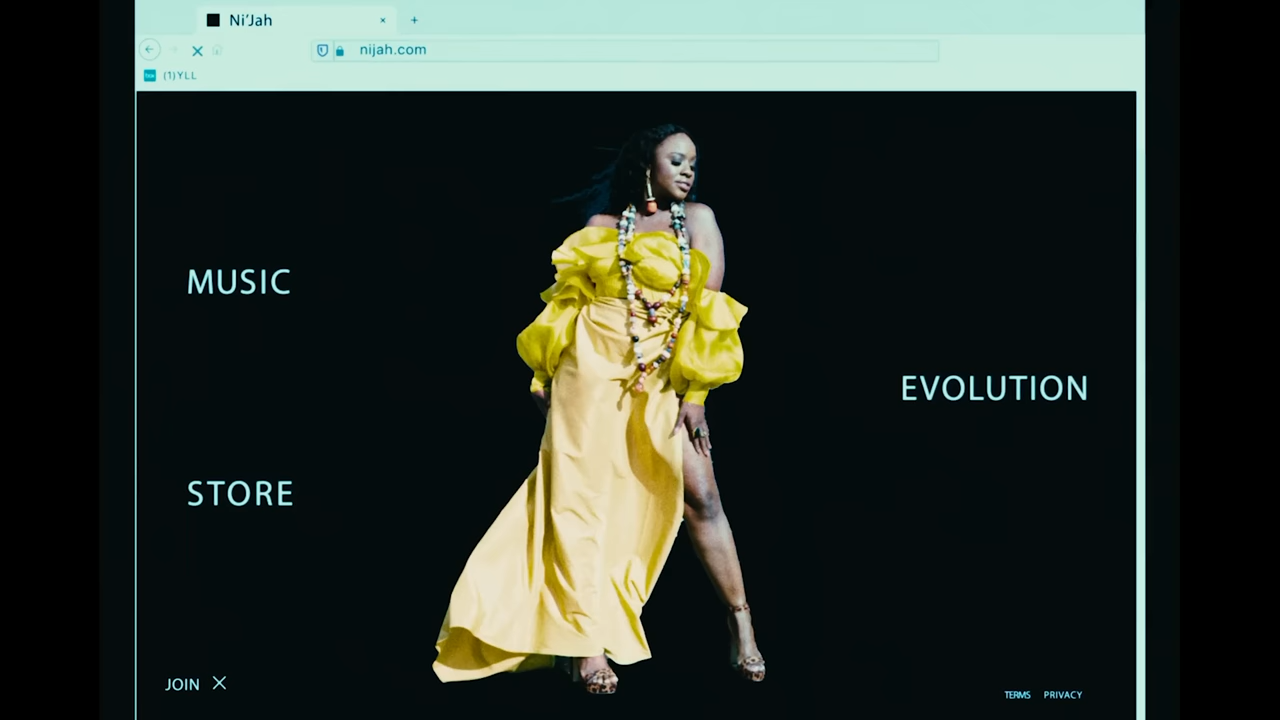 Ni'Jah
nijah.com
(1)YLL
MUSIC
EVOLUTION
STORE
JOIN
TERMS PRIVACY